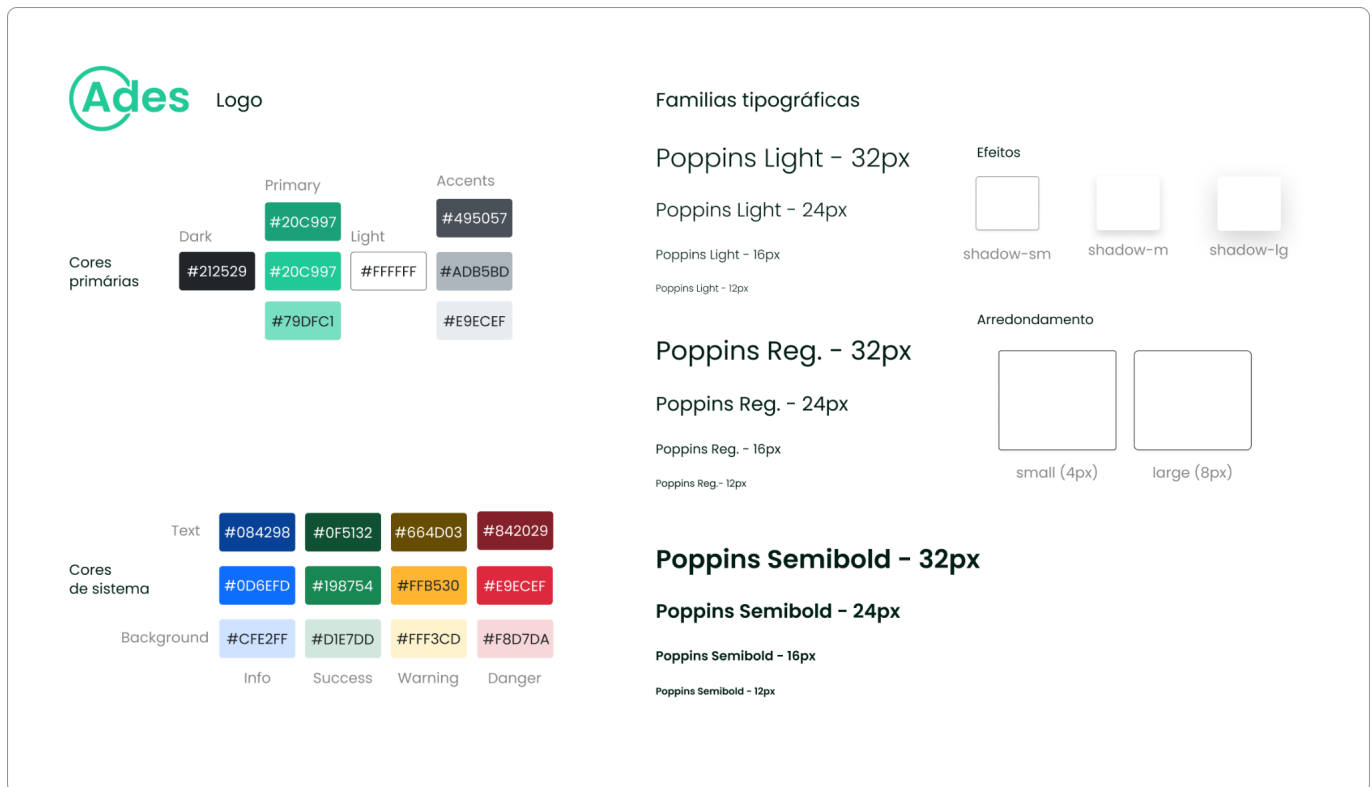 Ades
Logo
Cores
primárias
Dark
Primary
Light
Accents
#20C997
#495057
#212529
#20C997
#FFFFFF
#ADB5BD
#79DFC1
#E9ECEF
Cores
de sistema
Text
#084298
#0F5132
#664D03
#842029
#0D6EFD
#198754
#FFB530
#E9ECEF
Background
#CFE2FF
#D1E7DD
#FFF3CD
#F8D7DA
Info
Success
Warning
Danger
Familias tipográficas
Poppins Light - 32px
Poppins Light - 24px
Poppins Light - 16px
Poppins Light - 12px
Poppins Reg. - 32px
Poppins Reg. - 24px
Poppins Reg. - 16px
Poppins Reg.- 12px
Poppins Semibold - 32px
Poppins Semibold - 24px
Poppins Semibold - 16px
Poppins Semibold - 12px
Efeitos
shadow-sm
shadow-m
shadow-lg
Arredondamento
small (4px)
large (8px)